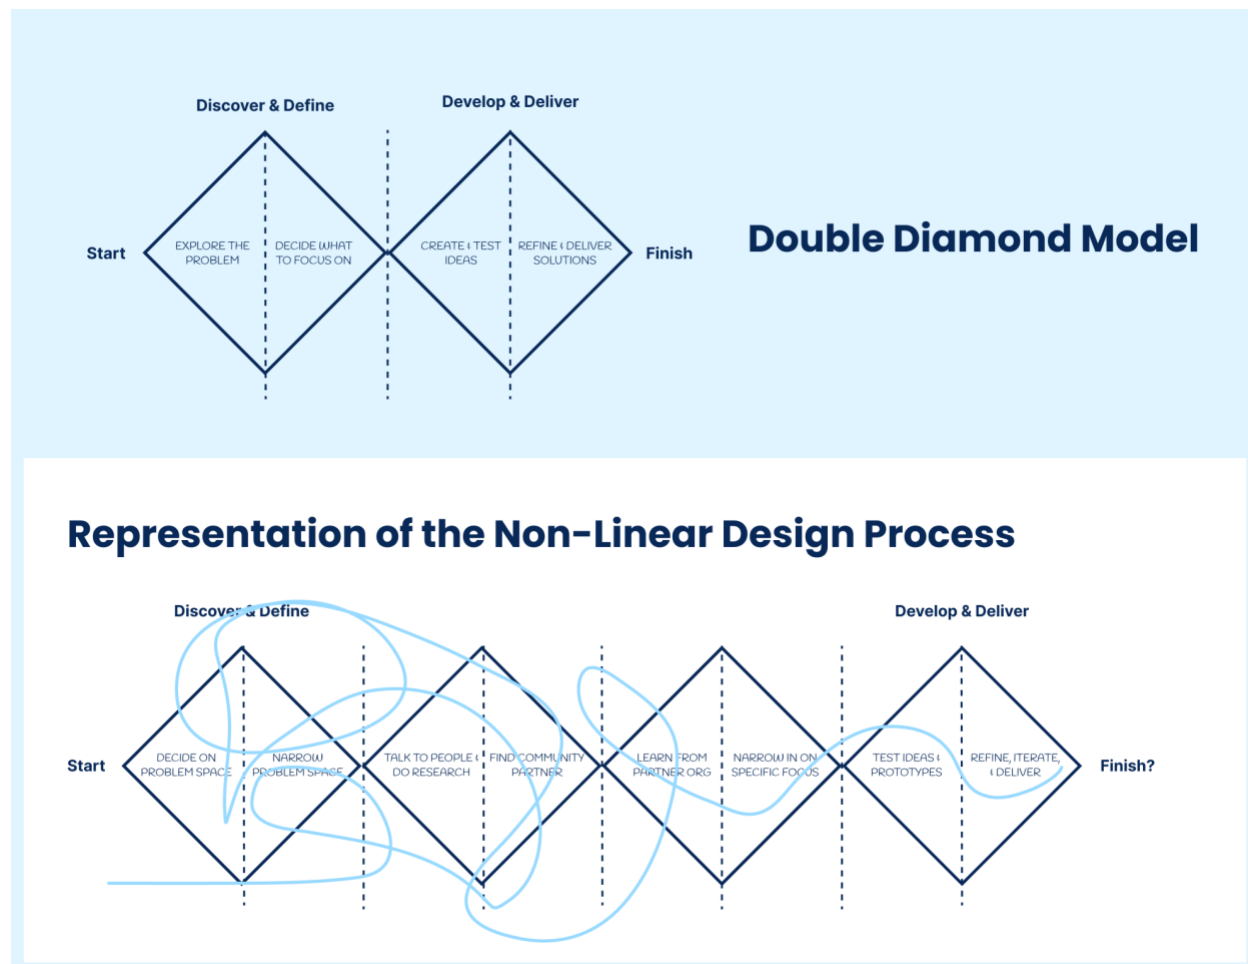 Discover & Define
Develop & Deliver
Start
EXPLORE THE
PROBLEM
DECIDE WHAT
TO FOCUS ON
CREATE & TEST
IDEAS
REFINE & DELIVER
SOLUTIONS
Finish
Double Diamond Model
Representation of the Non-Linear Design Process
Discover & Define
Develop & Deliver
Start
DECIDE ON
PROBLEM SPACE
NARROW
PROBLEM SPACE
TALK TO PEOPLE &
DO RESEARCH
FIND COMMUNITY
PARTNER
LEARN FROM
PARTNER ORG
NARROW IN ON
SPECIFIC FOCUS
TEST IDEAS &
PROTOTYPES
REFINE, ITERATE,
& DELIVER
Finish?